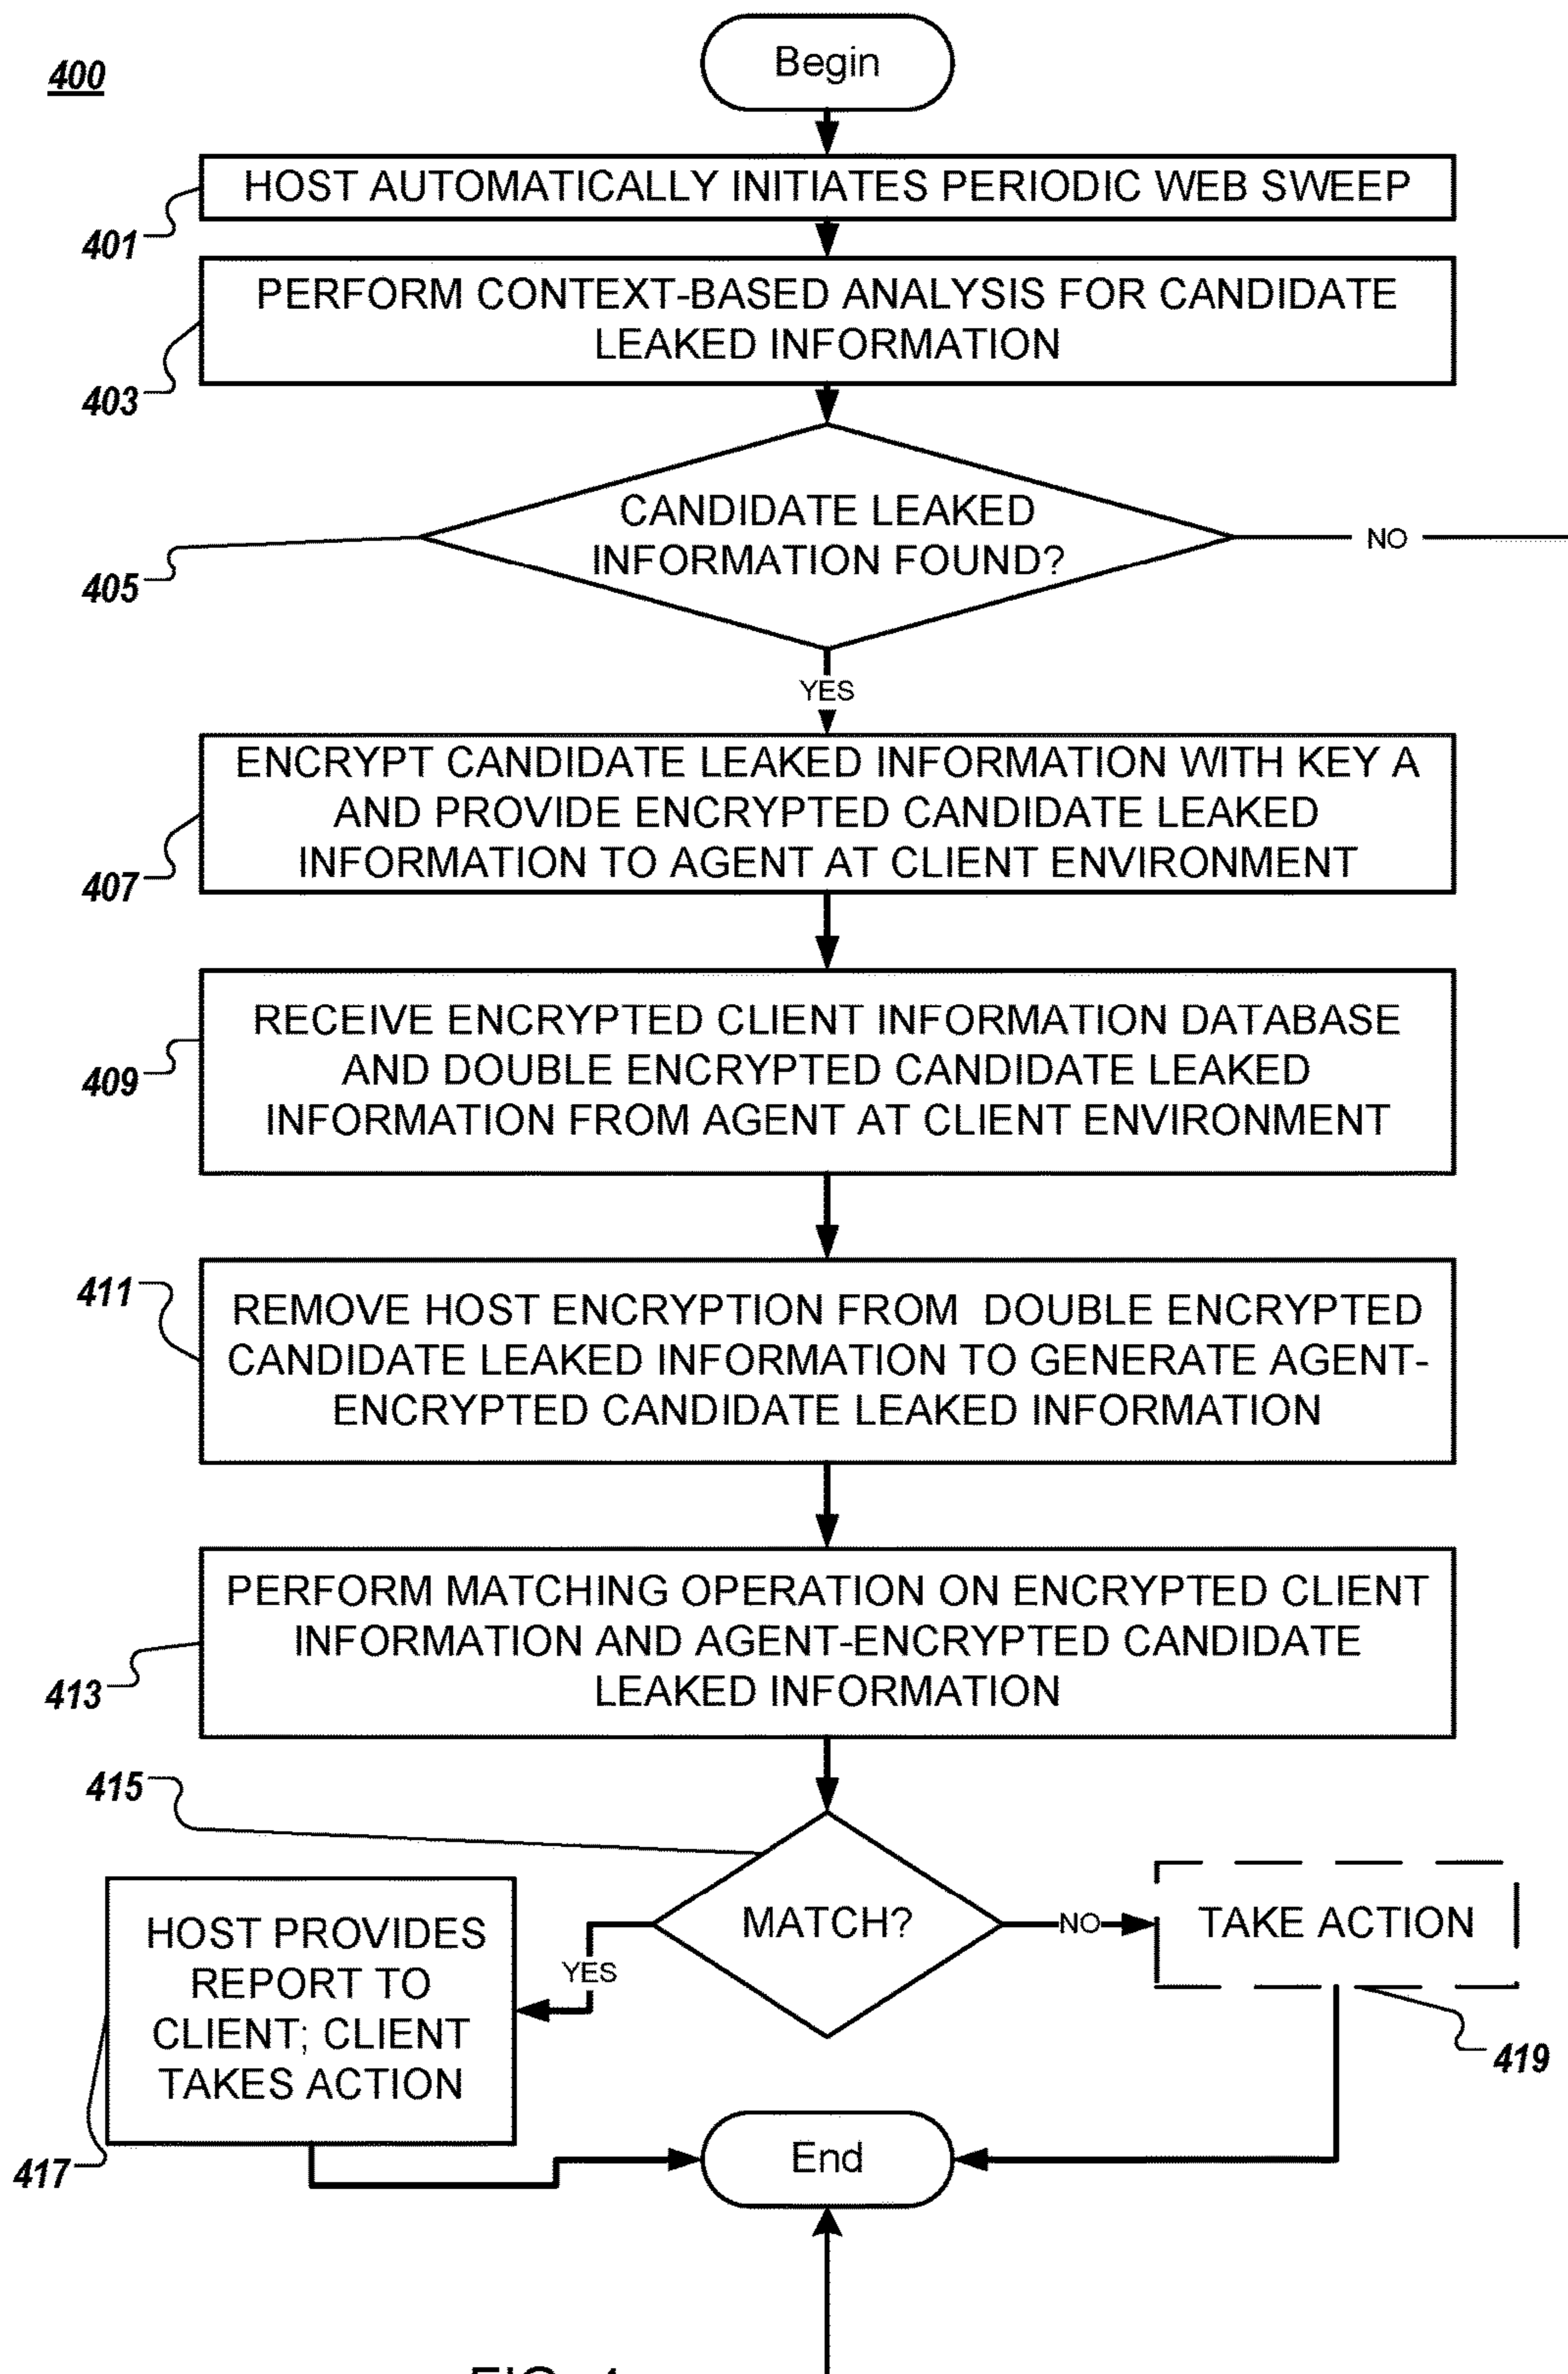 400
Begin
HOST AUTOMATICALLY INITIATES PERIODIC WEB SWEEP
401
PERFORM CONTEXT-BASED ANALYSIS FOR CANDIDATE
LEAKED INFORMATION
403
CANDIDATE LEAKED
INFORMATION FOUND?
NO
405
YES
ENCRYPT CANDIDATE LEAKED INFORMATION WITH KEY A
AND PROVIDE ENCRYPTED CANDIDATE LEAKED
INFORMATION TO AGENT AT CLIENT ENVIRONMENT
407
RECEIVE ENCRYPTED CLIENT INFORMATION DATABASE
AND DOUBLE ENCRYPTED CANDIDATE LEAKED
INFORMATION FROM AGENT AT CLIENT ENVIRONMENT
409
411
REMOVE HOST ENCRYPTION FROM DOUBLE ENCRYPTED
CANDIDATE LEAKED INFORMATION TO GENERATE AGENT-
ENCRYPTED CANDIDATE LEAKED INFORMATION
PERFORM MATCHING OPERATION ON ENCRYPTED CLIENT
INFORMATION AND AGENT-ENCRYPTED CANDIDATE
LEAKED INFORMATION
413
415
MATCH?
NO
TAKE ACTION
YES
HOST PROVIDES
REPORT TO
CLIENT; CLIENT
TAKES ACTION
419
417
End